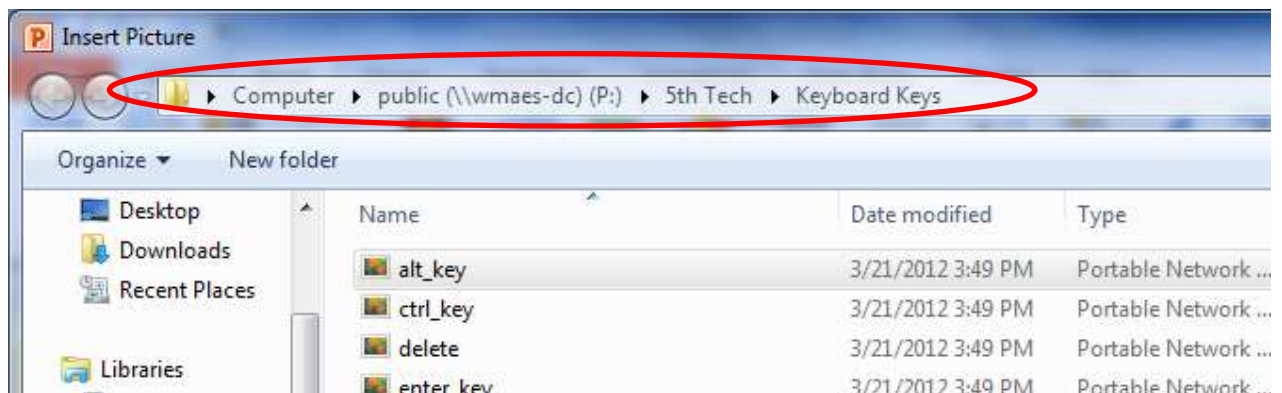 Insert Picture
Computer ▸ public (\\wmaes-dc) (P:) ▸ 5th Tech ▸ Keyboard Keys
Organize ▾ New folder
Desktop
Downloads
Recent Places
Libraries
Name Date modified Type
alt_key 3/21/2012 3:49 PM Portable Network ...
ctrl_key 3/21/2012 3:49 PM Portable Network ...
delete 3/21/2012 3:49 PM Portable Network ...
enter_key 3/21/2012 3:49 PM Portable Network ...